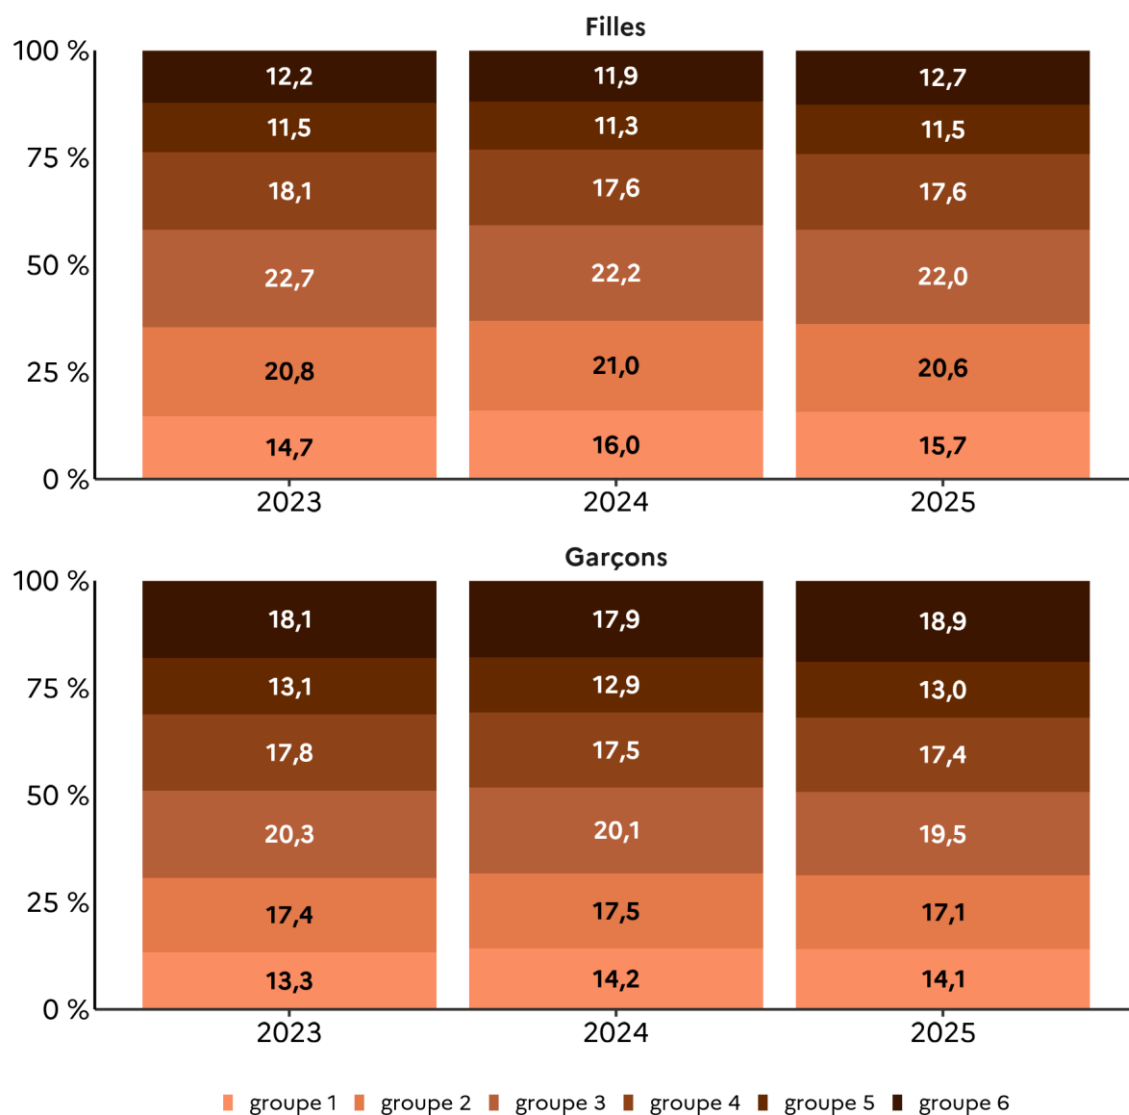 Filles
100 %
12,2 11,9 12,7
11,5 11,3 11,5
75 %
18,1 17,6 17,6
50 %
22,7 22,2 22,0
25 %
20,8 21,0 20,6
14,7 16,0 15,7
0 %
2023 2024 2025
Garçons
100 %
18,1 17,9 18,9
75 %
13,1 12,9 13,0
17,8 17,5 17,4
50 %
20,3 20,1 19,5
25 %
17,4 17,5 17,1
13,3 14,2 14,1
0 %
2023 2024 2025
groupe 1 groupe 2 groupe 3 groupe 4 groupe 5 groupe 6